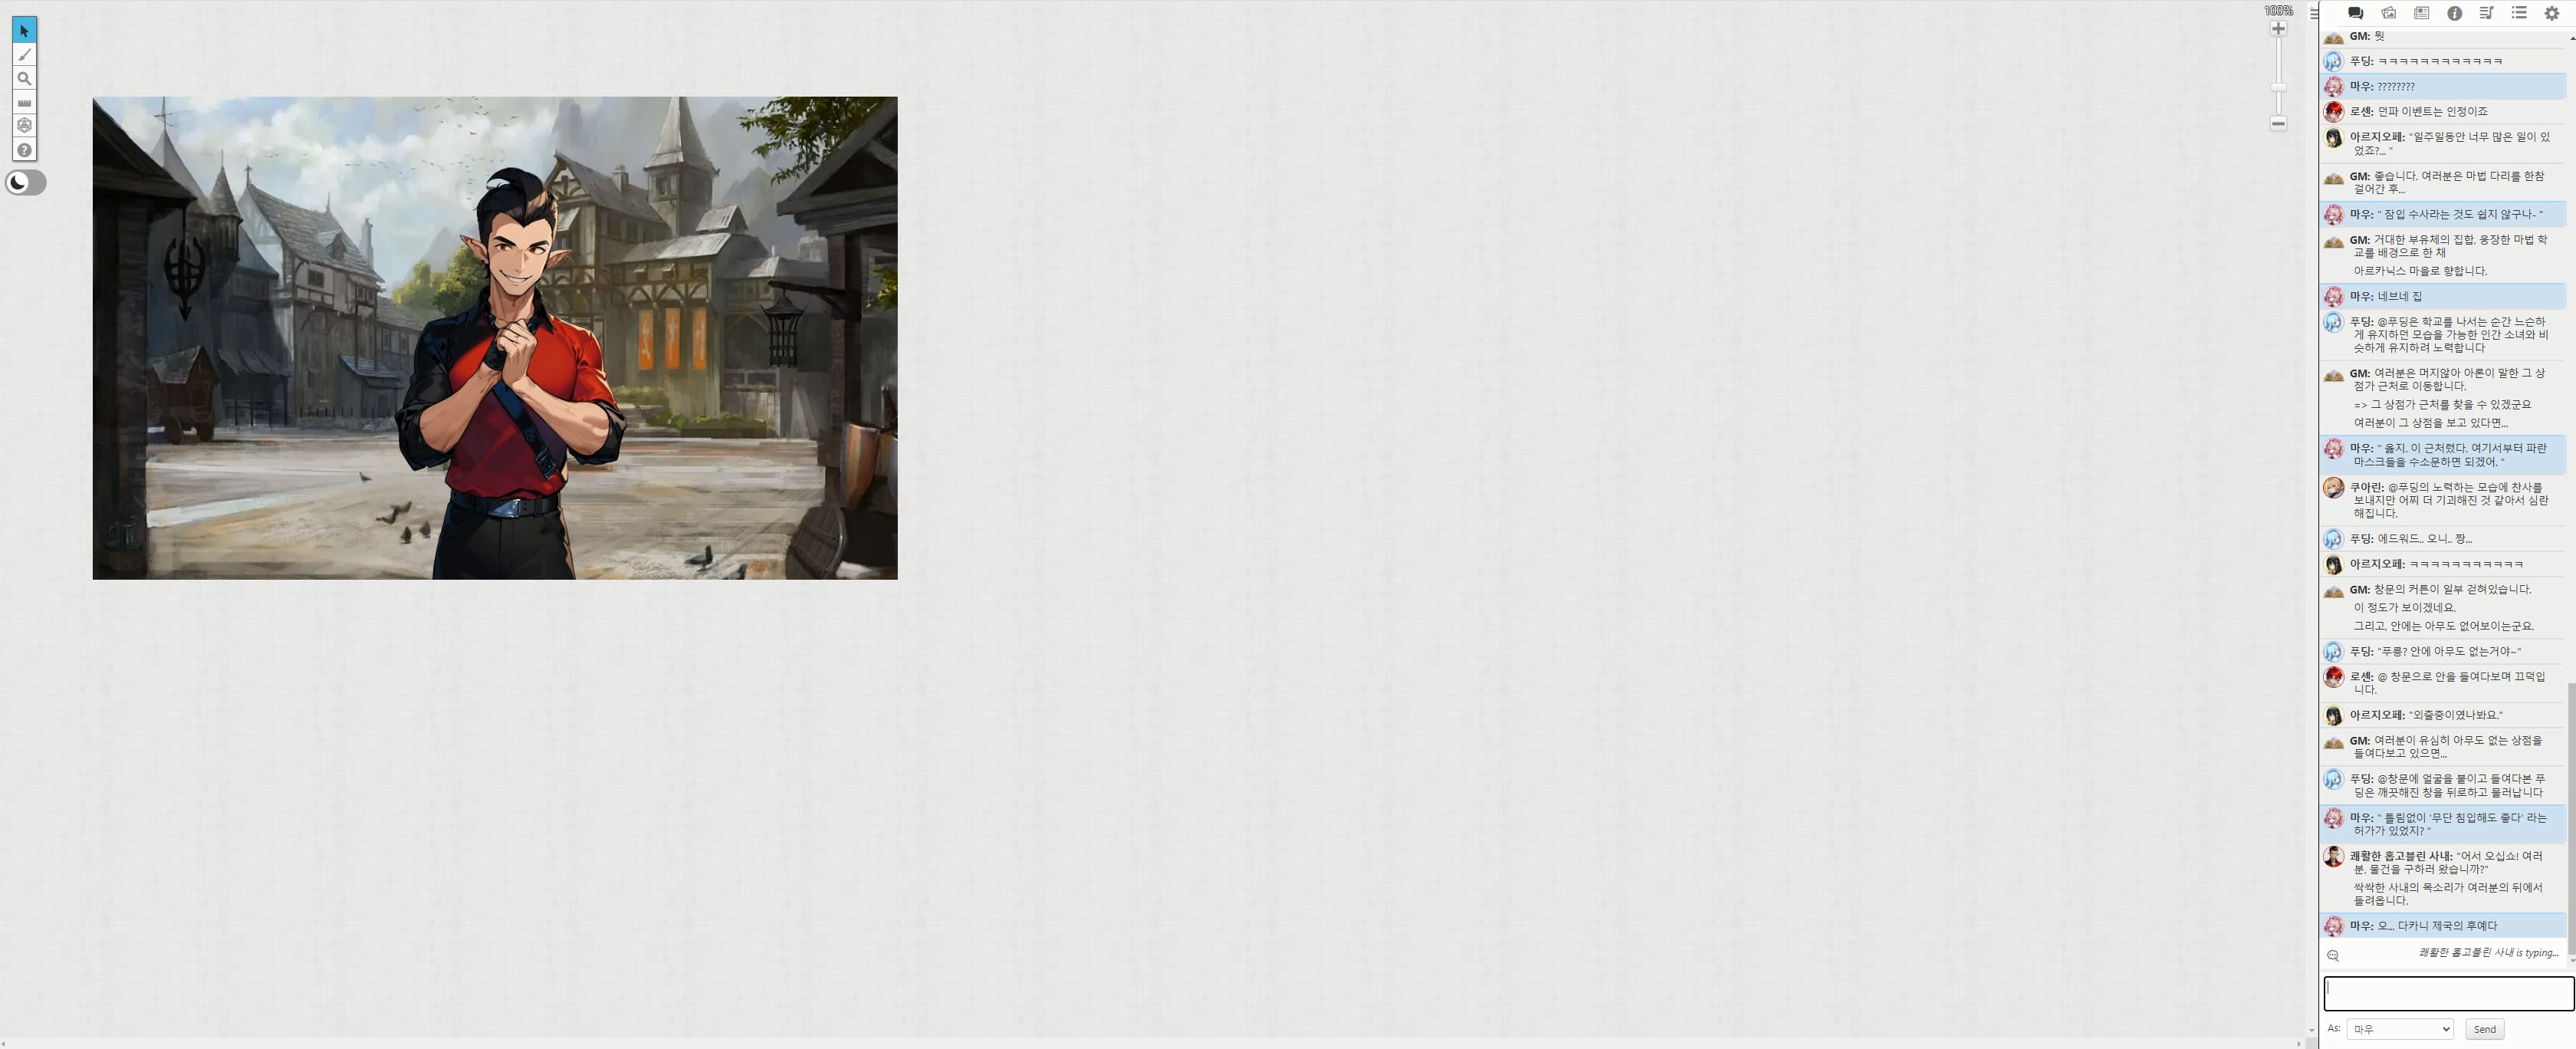 100%
GM: 뭣
푸딩: ㅋㅋㅋㅋㅋㅋㅋㅋㅋㅋㅋㅋ
마우: ????????
로센: 던파 이벤트는 인정이죠
아르지오페: "일주일동안 너무 많은 일이 있
었죠?... "
GM: 좋습니다. 여러분은 마법 다리를 한참
걸어간 후...
마우: " 잠입 수사라는 것도 쉽지 않구나- "
GM: 거대한 부유체의 집합, 웅장한 마법 학
교를 배경으로 한 채
아르카닉스 마을로 향합니다.
마우: 네브네 집
푸딩: @푸딩은 학교를 나서는 순간 느슨하
게 유지하던 모습을 가능한 인간 소녀와 비
슷하게 유지하려 노력합니다
GM: 여러분은 머지않아 아론이 말한 그 상
점가 근처로 이동합니다.
=> 그 상점가 근처를 찾을 수 있겠군요
여러분이 그 상점을 보고 있다면...
마우: " 옳지. 이 근처렸다. 여기서부터 파란
마스크들을 수소문하면 되겠어. "
쿠아린: @푸딩의 노력하는 모습에 찬사를
보내지만 어찌 더 기괴해진 것 같아서 심란
해집니다.
푸딩: 에드워드.. 오니.. 짱...
아르지오페: ㅋㅋㅋㅋㅋㅋㅋㅋㅋㅋㅋ
GM: 창문의 커튼이 일부 걷혀있습니다.
이 정도가 보이겠네요.
그리고, 안에는 아무도 없어보이는군요.
푸딩: "푸릉? 안에 아무도 없는거야~"
로센: @ 창문으로 안을 들여다보며 끄덕입
니다.
아르지오페: "외출중이였나봐요."
GM: 여러분이 유심히 아무도 없는 상점을
들여다보고 있으면...
푸딩: @창문에 얼굴을 붙이고 들여다본 푸
딩은 깨끗해진 창을 뒤로하고 물러납니다
마우: " 틀림없이 '무단 침입해도 좋다' 라는
허가가 있었지? "
쾌활한 홉고블린 사내: "어서 오십쇼! 여러
분, 물건을 구하러 왔습니까?"
싹싹한 사내의 목소리가 여러분의 뒤에서
들려옵니다.
마우: 오... 다카니 제국의 후예다
쾌활한 홉고블린 사내 is typing...
As: 마우 Send